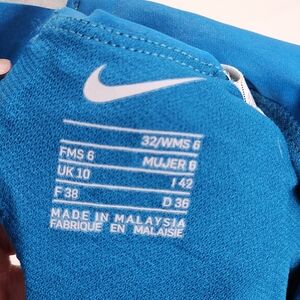 32/WMS 6
FMS 6 MUJER 6
UK 10 I 42
F 38 D 36
MADE IN MALAYSIA
FABRIQUE EN MALAISIE